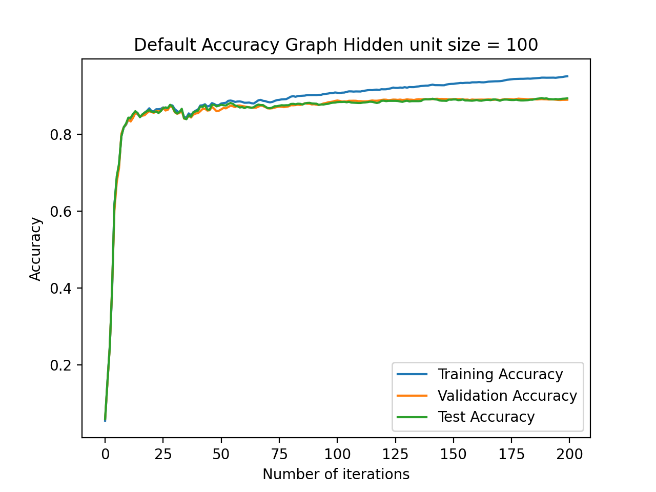 Default Accuracy Graph Hidden unit size = 100
Accuracy
0.8
0.6
0.4
0.2
0 25 50 75 100 125 150 175 200
Number of iterations
Training Accuracy
Validation Accuracy
Test Accuracy